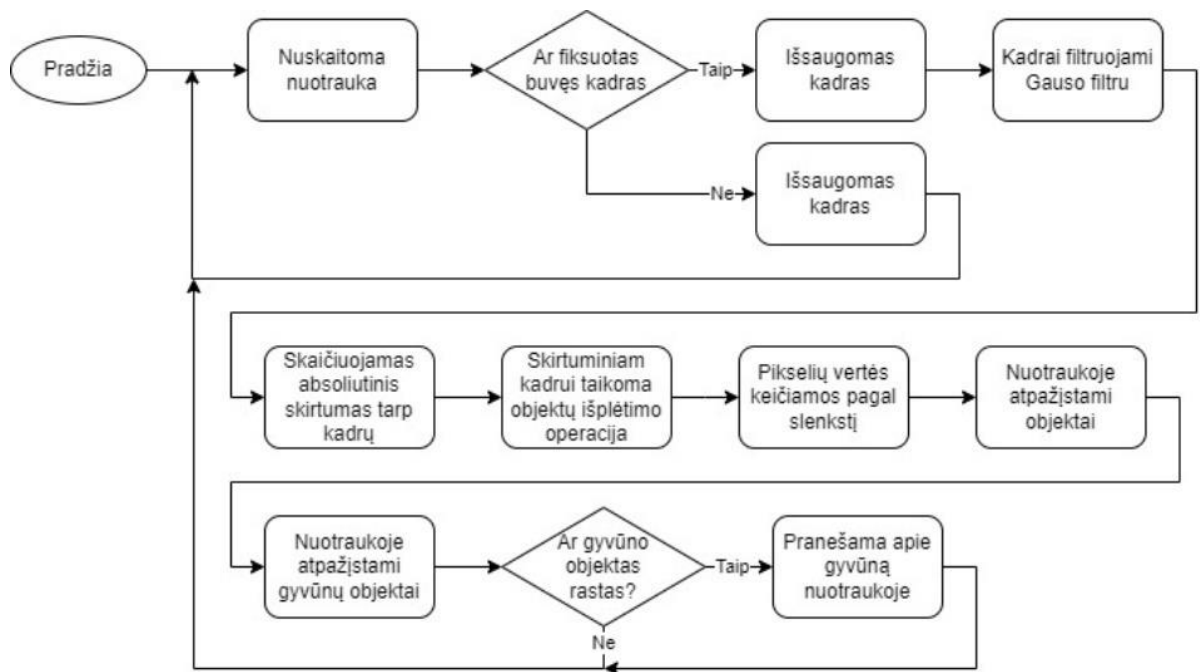 Pradžia
Nuskaitoma
nuotrauka
Ar fiksuotas
buvęs kadras
Taip
Išsaugomas
kadras
Kadrai filtruojami
Gauso filtru
Ne
Išsaugomas
kadras
Skaičiuojamas
absoliutinis
skirtumas tarp
kadrų
Skirtuminiam
kadrui taikoma
objektų išplėtimo
operacija
Pikselių vertės
keičiamos pagal
slenkstį
Nuotraukoje
atpažįstami
objektai
Nuotraukoje
atpažįstami
gyvūnų objektai
Ar gyvūno
objektas
rastas?
Taip
Pranešama apie
gyvūną
nuotraukoje
Ne